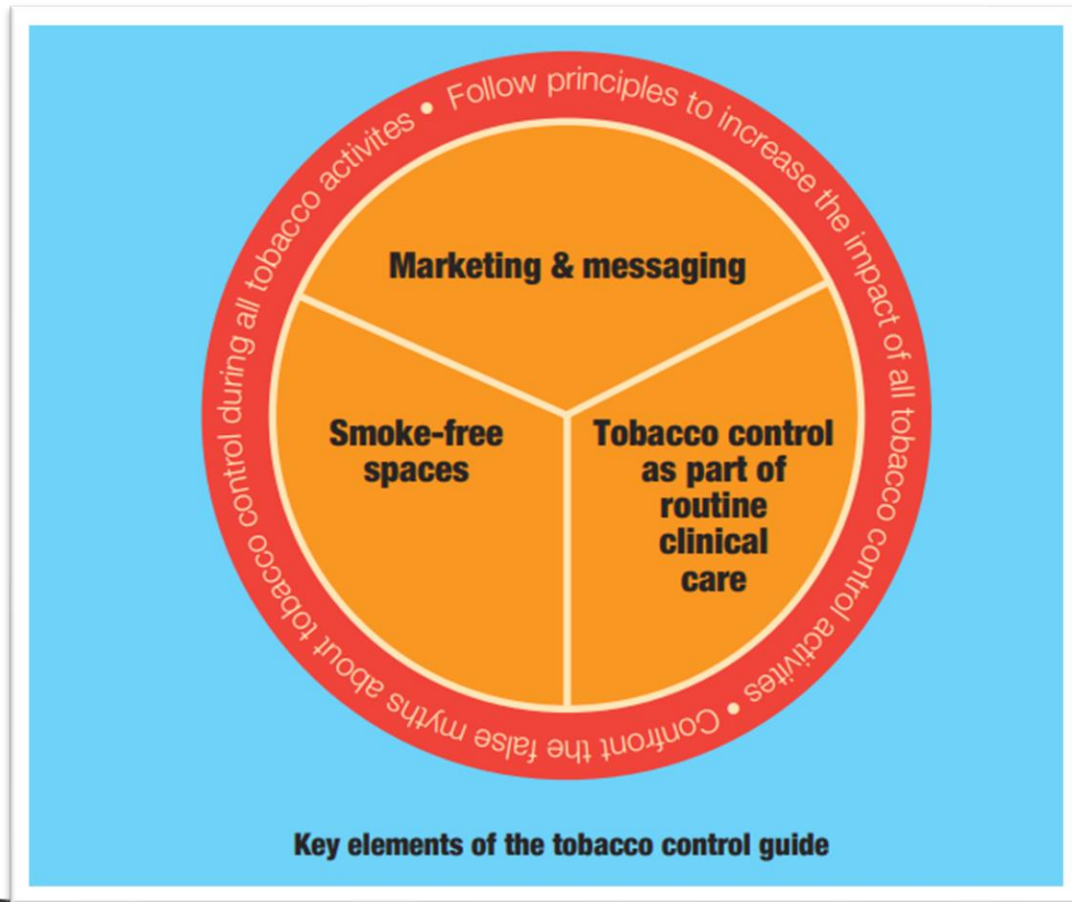 Follow principles to increase the impact of all tobacco control activites •
Confront the false myths about tobacco control during all tobacco activites •
Marketing & messaging
Smoke-free
spaces
Tobacco control
as part of
routine
clinical
care
Key elements of the tobacco control guide